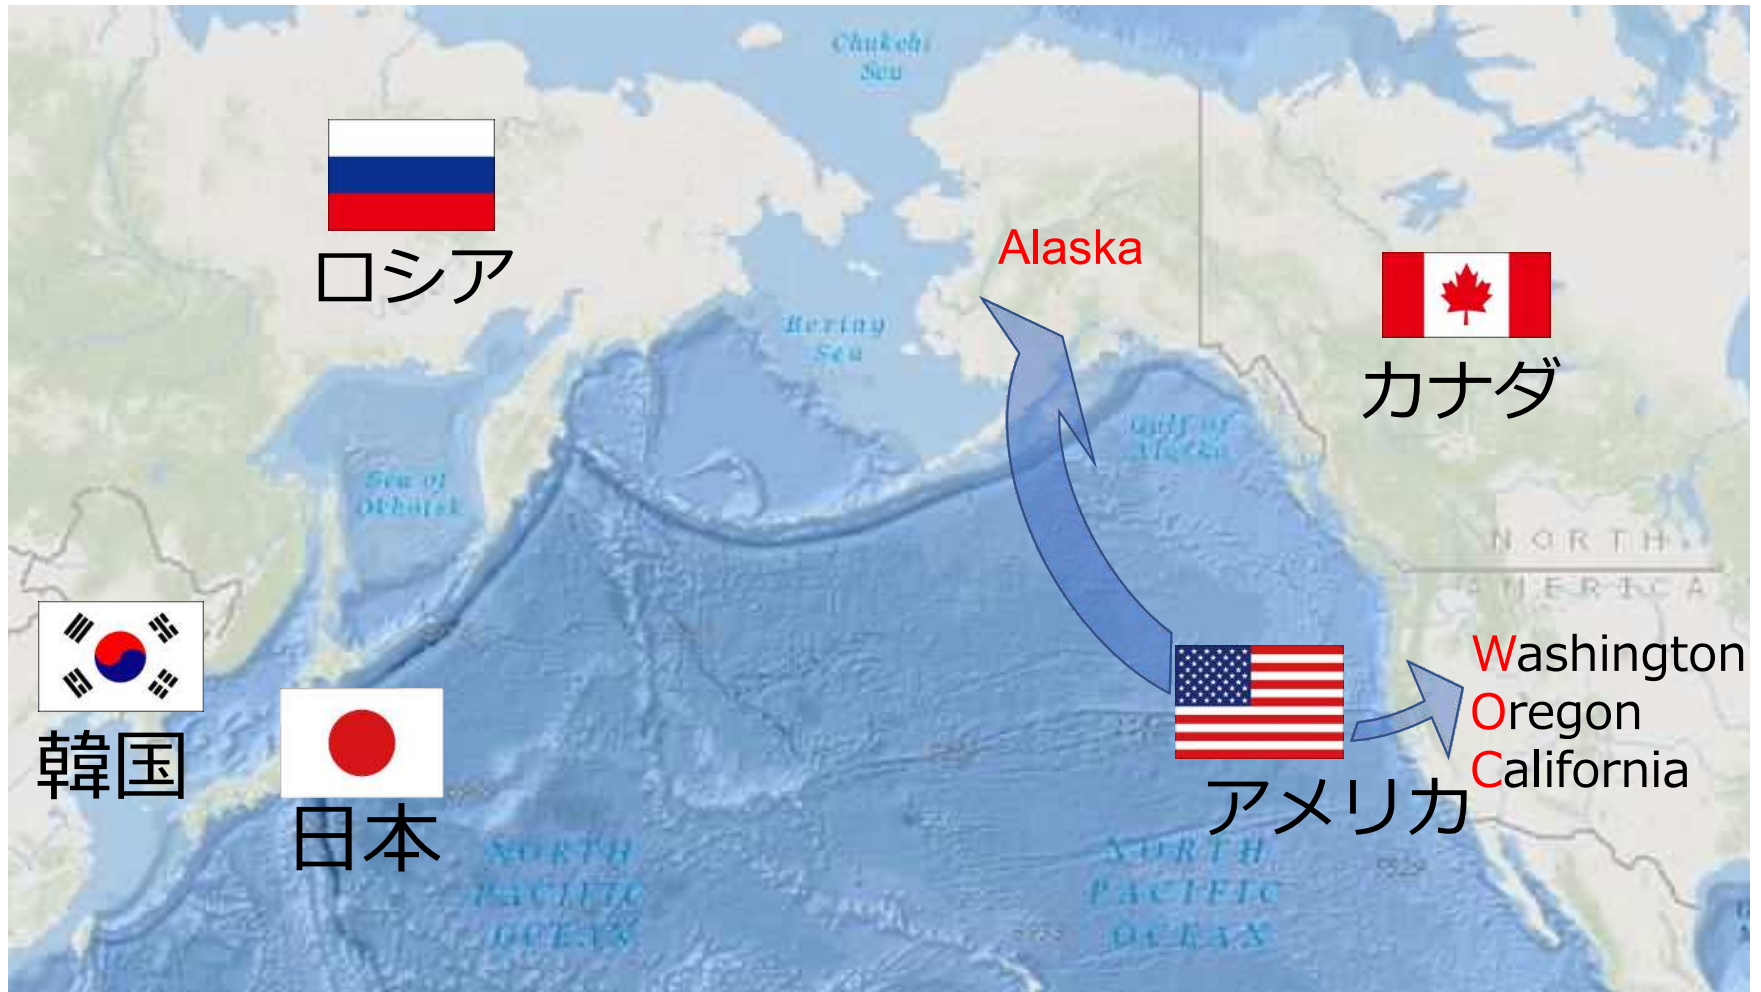 Chukchi
Sea
ロシア
Alaska
カナダ
Bering
Sea
Gulf of
Alaska
Sea of
Okhotsk
NORTH
AMERICA
韓国
日本
アメリカ
Washington
Oregon
California
NORTH
PACIFIC
OCEAN
NORTH
PACIFIC
OCEAN